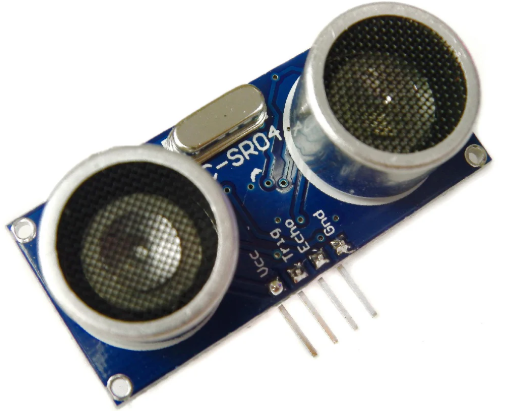 C-SR04
Vcc
Trig
Echo
Gnd